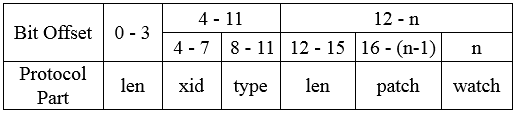 Bit Offset 0 - 3 4 - 11 12 - n
4 - 7 8 - 11 12 - 15 16 - (n-1) n
Protocol Part len xid type len patch watch